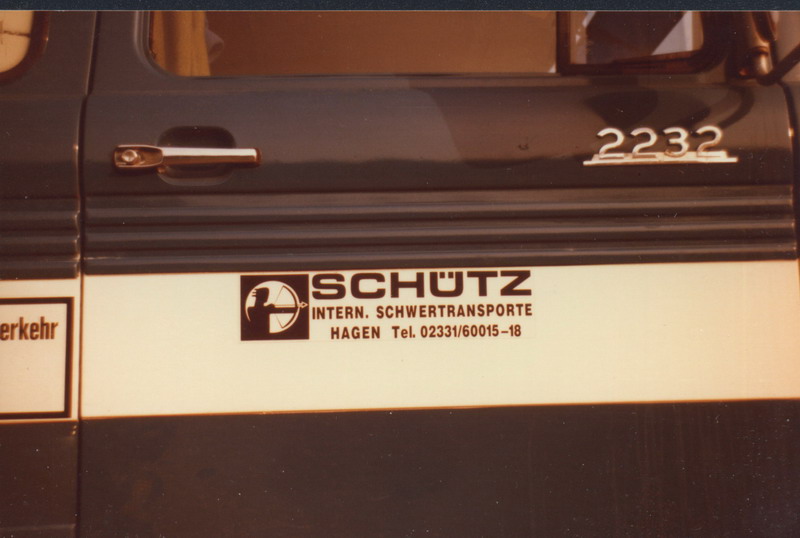 2232
SCHÜTZ
INTERN. SCHWERTRANSPORTE
HAGEN Tel. 02331/60015-18
erkehr